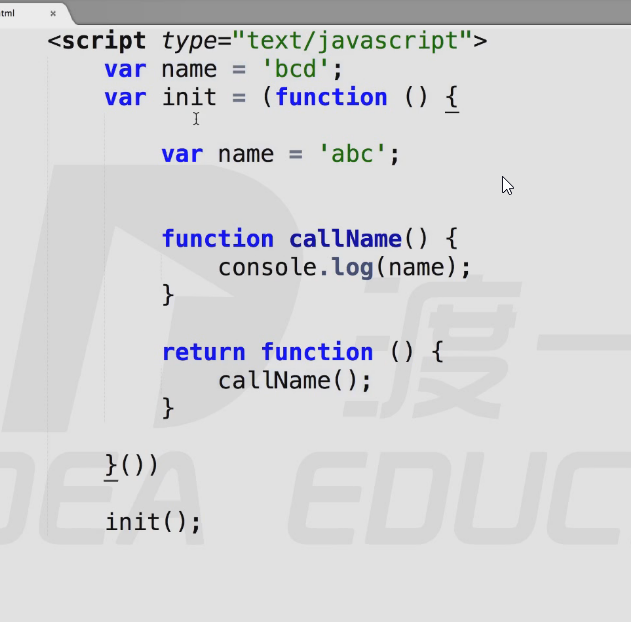 tml ×
<script type="text/javascript">
var name = 'bcd';
var init = (function () {
var name = 'abc';
function callName() {
console.log(name);
}
return function () {
callName();
}
}())
init();
渡一
DEA EDUC